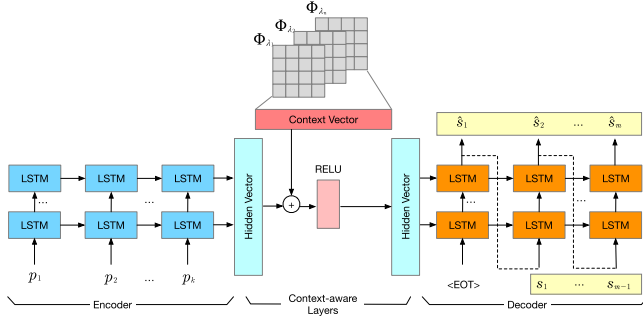 Φλₙ
Φλ₂
Φλ₁
Context Vector
ŝ₁ ŝ₂ ... ŝₘ
RELU
LSTM LSTM LSTM Hidden Vector Hidden Vector LSTM LSTM LSTM
... ... ... ...
LSTM LSTM LSTM + LSTM LSTM LSTM
p₁ p₂ ... pₖ <EOT> s₁ ... sₘ₋₁
Encoder Context-aware Layers Decoder